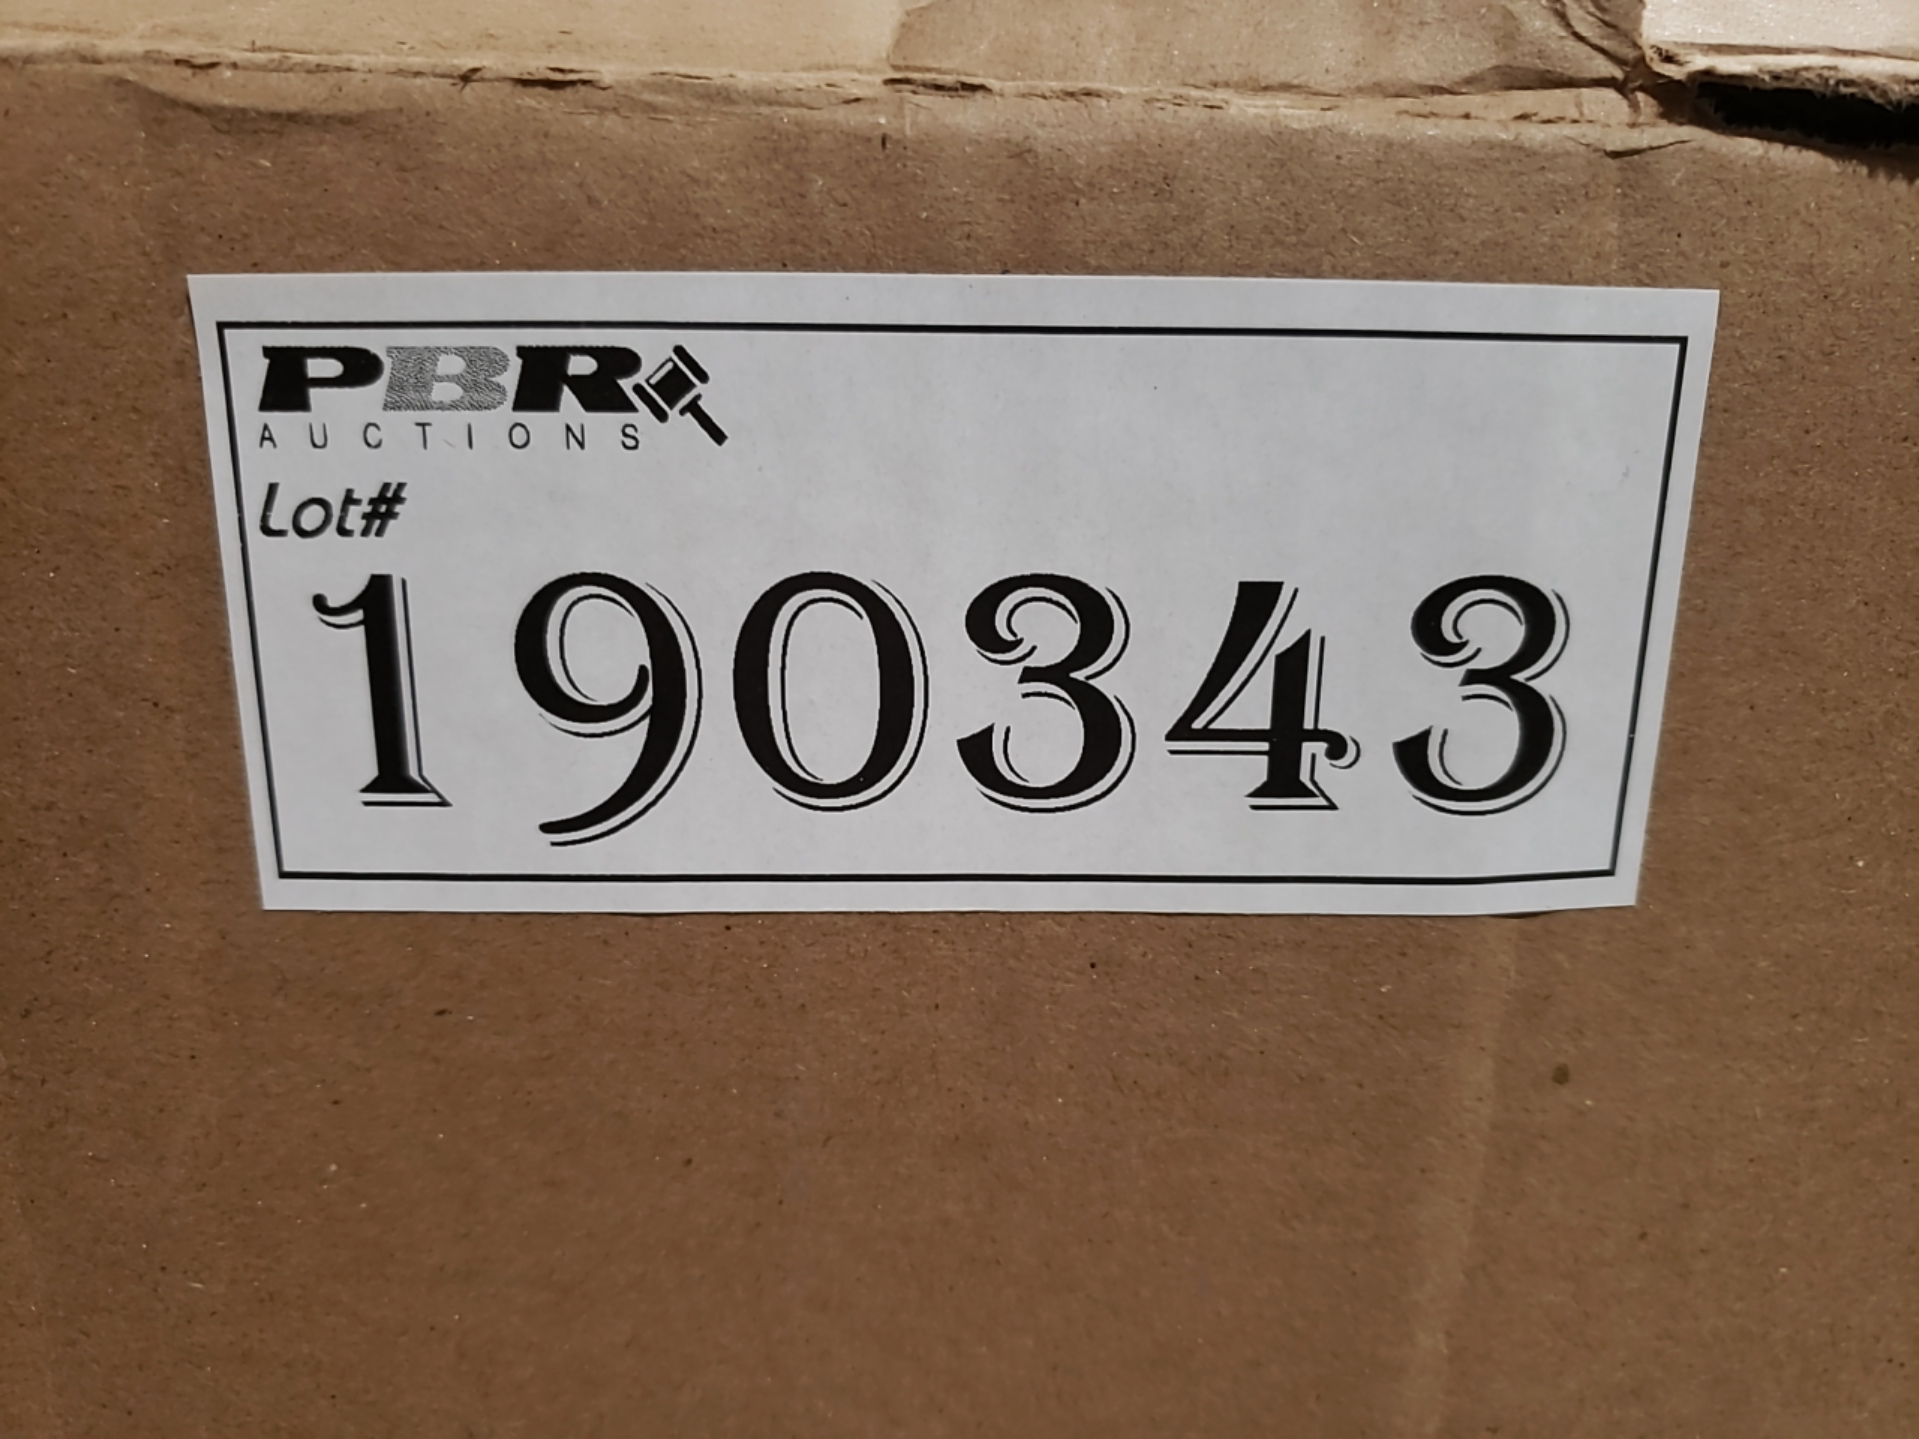 PBR
AUCTIONS
Lot#
190343